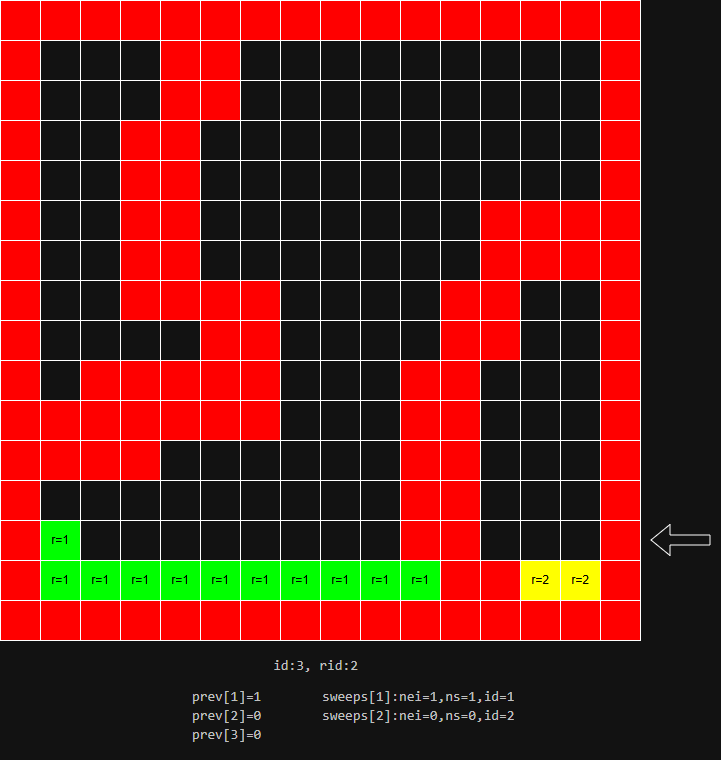 r=1
r=1 r=1 r=1 r=1 r=1 r=1 r=1 r=1 r=1 r=1 r=2 r=2
id:3, rid:2
prev[1]=1 sweeps[1]:nei=1,ns=1,id=1
prev[2]=0 sweeps[2]:nei=0,ns=0,id=2
prev[3]=0